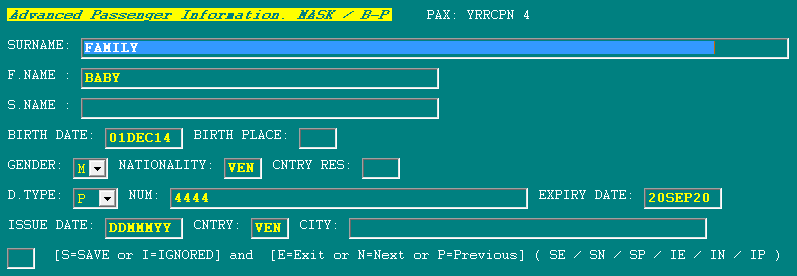 Advanced Passenger Information. MASK / B-P PAX: YRRCPN 4
SURNAME: FAMILY
F.NAME : BABY
S.NAME :
BIRTH DATE: 01DEC14 BIRTH PLACE:
GENDER: M NATIONALITY: VEN CNTRY RES:
D.TYPE: P NUM: 4444 EXPIRY DATE: 20SEP20
ISSUE DATE: DDMMMYY CNTRY: VEN CITY:
[S=SAVE or I=IGNORED] and [E=Exit or N=Next or P=Previous] ( SE / SN / SP / IE / IN / IP )